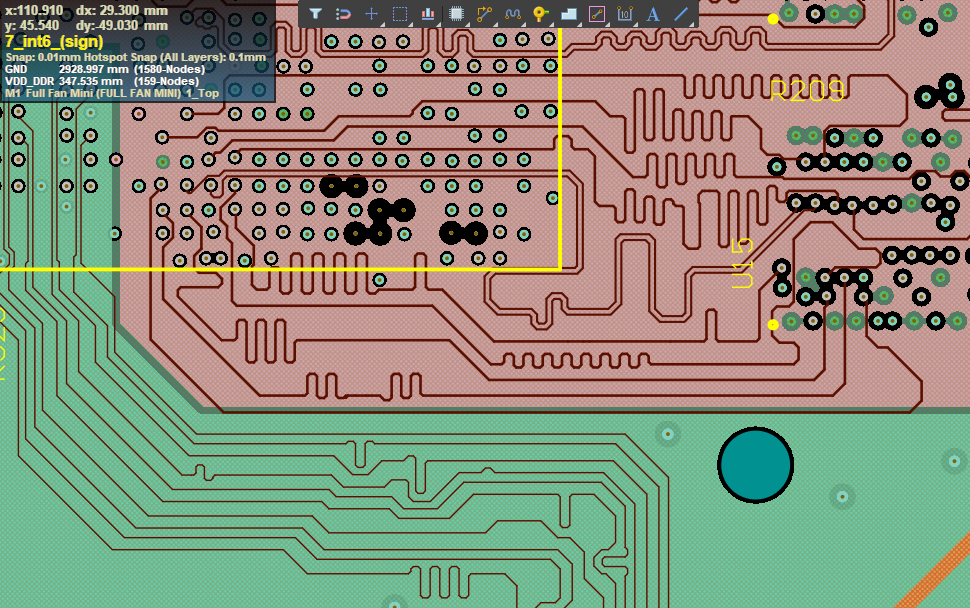 x:110.910 dx: 29.300 mm
y: 45.540 dy:-49.030 mm
7_int6_(sign)
Snap: 0.01mm Hotspot Snap (All Layers): 0.1mm
GND 2928.997 mm (1580-Nodes)
VDD_DDR 347.535 mm (159-Nodes)
M1 Full Fan Mini (FULL FAN MINI) 1_Top
A
R209
U15